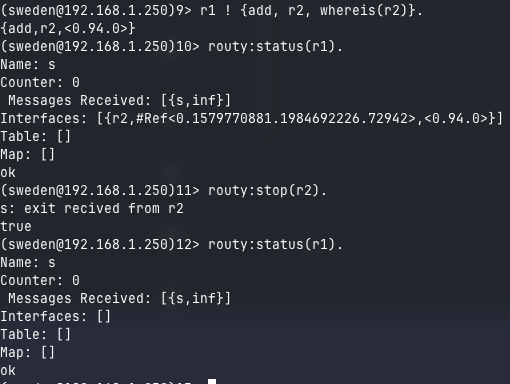 (sweden@192.168.1.250)9> r1 ! {add, r2, whereis(r2)}.
{add,r2,<0.94.0>}
(sweden@192.168.1.250)10> routy:status(r1).
Name: s
Counter: 0
 Messages Received: [{s,inf}]
Interfaces: [{r2,#Ref<0.1579770881.1984692226.72942>,<0.94.0>}]
Table: []
Map: []
ok
(sweden@192.168.1.250)11> routy:stop(r2).
s: exit recived from r2
true
(sweden@192.168.1.250)12> routy:status(r1).
Name: s
Counter: 0
 Messages Received: [{s,inf}]
Interfaces: []
Table: []
Map: []
ok